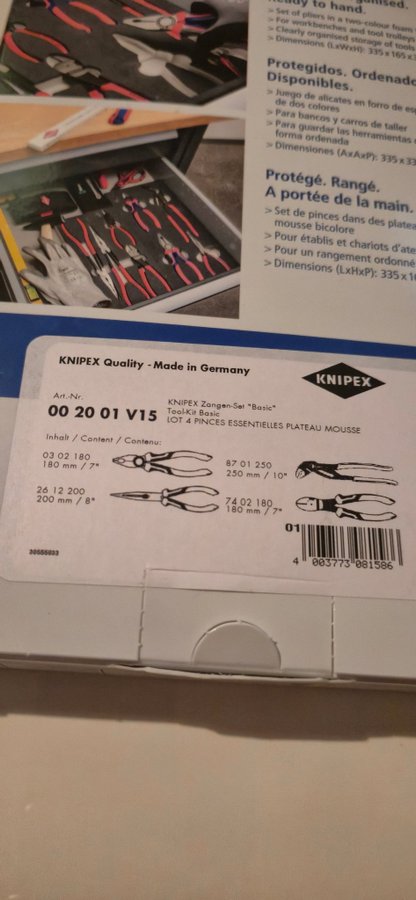 Ready to hand.
> Set of pliers in a two-colour foam
> For workbenches and tool trolleys
> Clearly organised storage of tools
> Dimensions (LxWxH): 335 x 165 x
Protegidos. Ordenado
Disponibles.
> Juego de alicates en forro de es
de dos colores
> Para bancos y carros de taller
> Para guardar las herramientas
forma ordenada
> Dimensiones (AxAxP): 335 x 33
Protégé. Rangé.
A portée de la main.
> Set de pinces dans des platea
mousse bicolore
> Pour établis et chariots d'ate
> Pour un rangement ordonné
> Dimensions (LxHxP): 335 x 1
KNIPEX Quality - Made in Germany
KNIPEX
Art.-Nr.
00 20 01 V15
KNIPEX Zangen-Set "Basic"
Tool-Kit Basic
LOT 4 PINCES ESSENTIELLES PLATEAU MOUSSE
Inhalt / Content / Contenu:
03 02 180
180 mm / 7"
87 01 250
250 mm / 10"
26 12 200
200 mm / 8"
74 02 180
180 mm / 7"
01
4 003773 081586